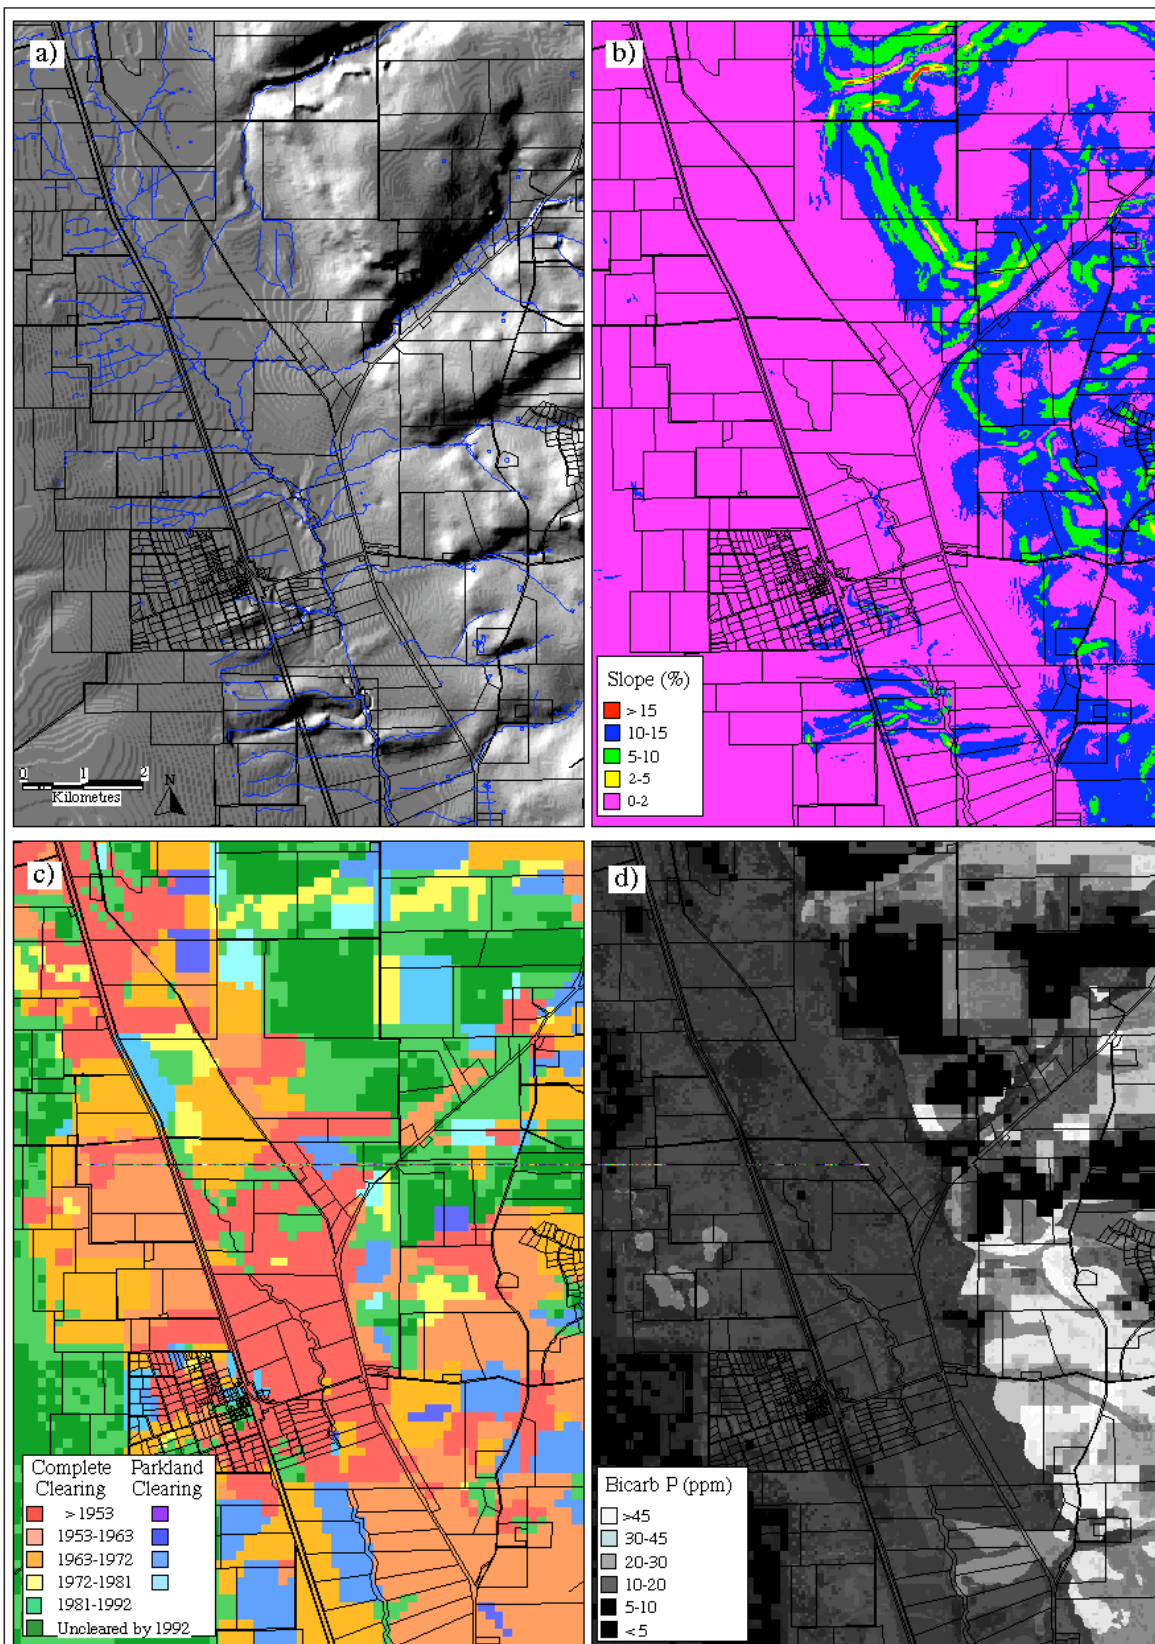 a)
0 1 2
Kilometres
N
b)
Slope (%)
> 15
10-15
5-10
2-5
0-2
c)
Complete Clearing
Parkland Clearing
> 1953
1953-1963
1963-1972
1972-1981
1981-1992
Uncleared by 1992
d)
Bicarb P (ppm)
>45
30-45
20-30
10-20
5-10
< 5